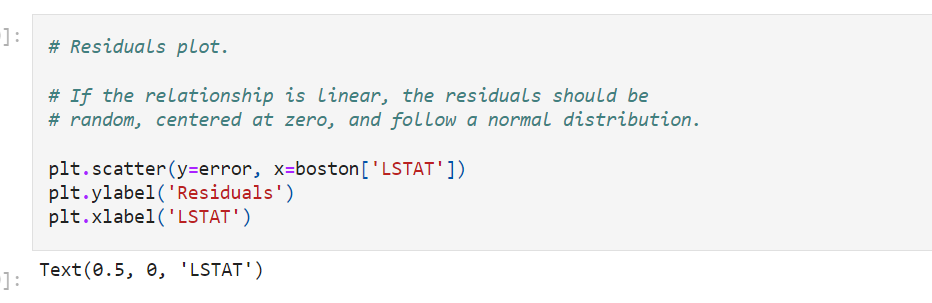 ]:
# Residuals plot.
# If the relationship is linear, the residuals should be
# random, centered at zero, and follow a normal distribution.
plt.scatter(y=error, x=boston['LSTAT'])
plt.ylabel('Residuals')
plt.xlabel('LSTAT')
Text(0.5, 0, 'LSTAT')
]: